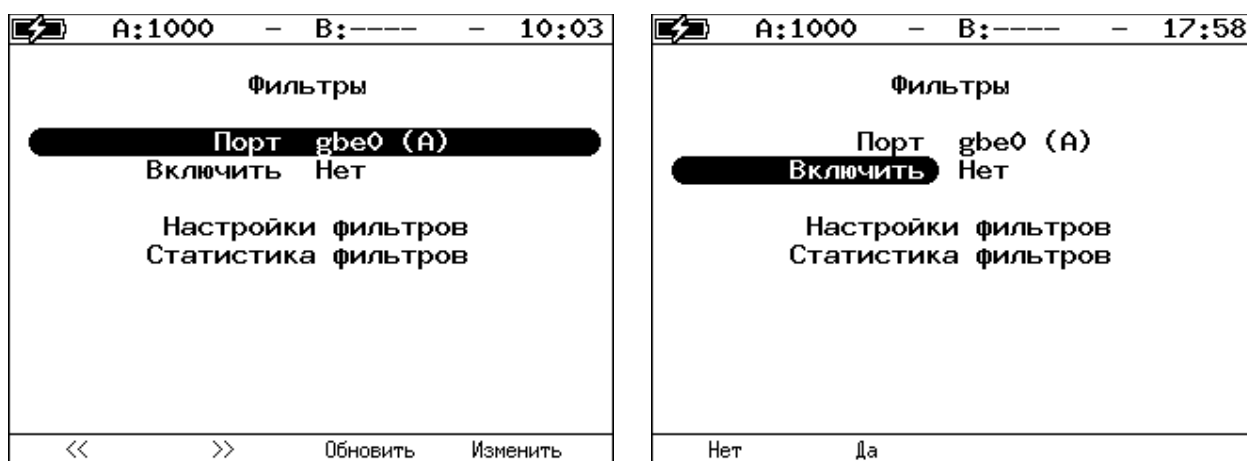 A:1000 – B:---- – 10:03
Фильтры
Порт gbe0 (A)
Включить Нет
Настройки фильтров
Статистика фильтров
<< >> Обновить Изменить
A:1000 – B:---- – 17:58
Фильтры
Порт gbe0 (A)
Включить Нет
Настройки фильтров
Статистика фильтров
Нет Да